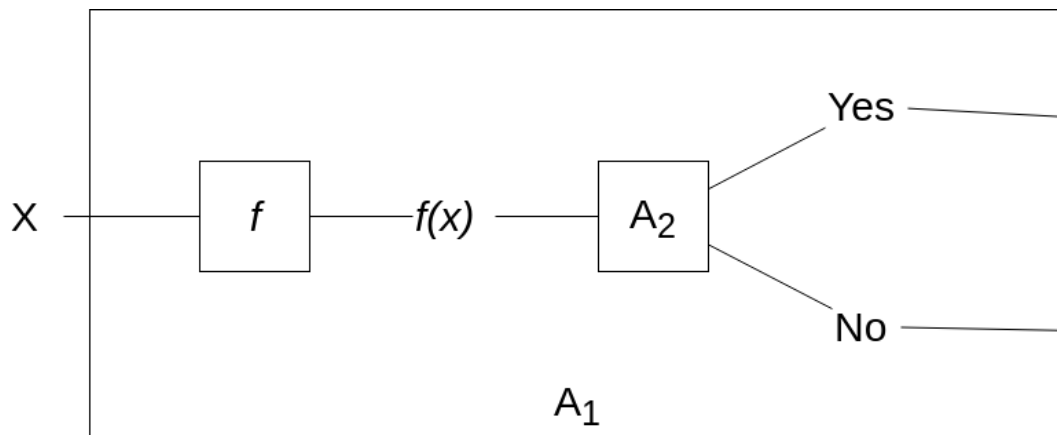 Yes
X f f(x) A₂
No
A₁